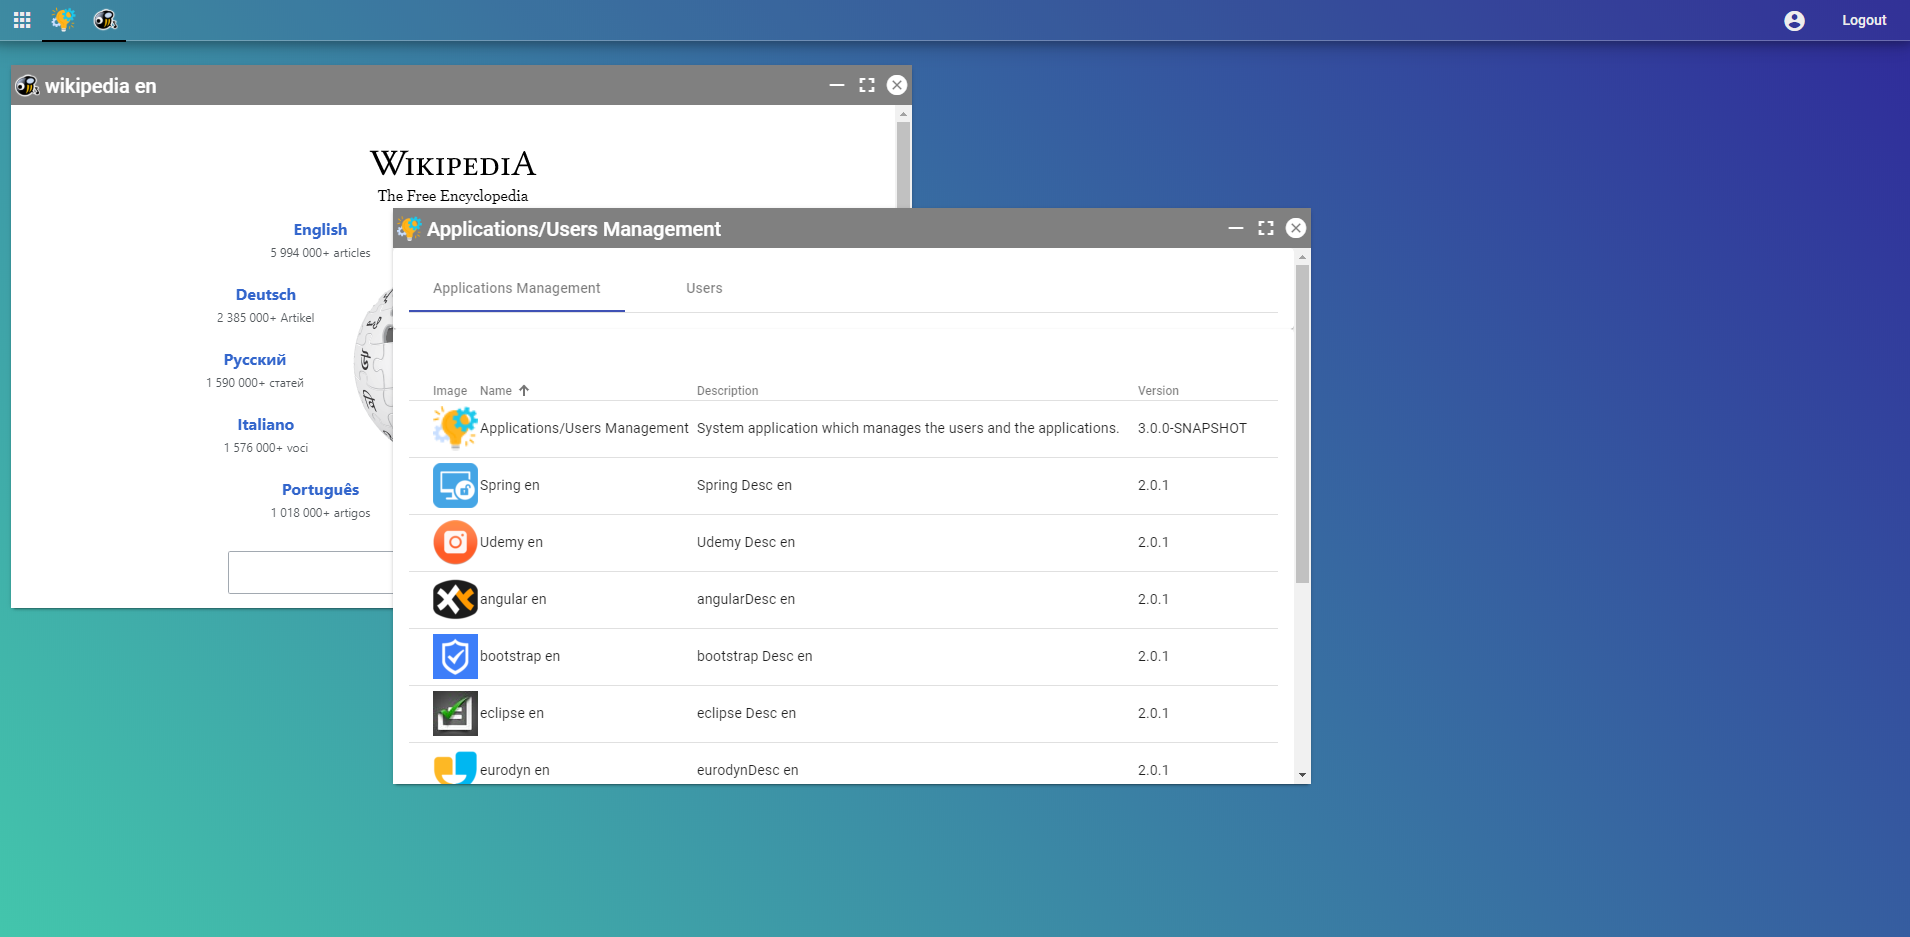 Logout
wikipedia en
WIKIPEDIA
The Free Encyclopedia
English
5 994 000+ articles
Deutsch
2 385 000+ Artikel
Русский
1 590 000+ статей
Italiano
1 576 000+ voci
Português
1 018 000+ artigos
Applications/Users Management
Applications Management Users
Image Name Description Version
Applications/Users Management System application which manages the users and the applications. 3.0.0-SNAPSHOT
Spring en Spring Desc en 2.0.1
Udemy en Udemy Desc en 2.0.1
angular en angularDesc en 2.0.1
bootstrap en bootstrap Desc en 2.0.1
eclipse en eclipse Desc en 2.0.1
eurodyn en eurodynDesc en 2.0.1